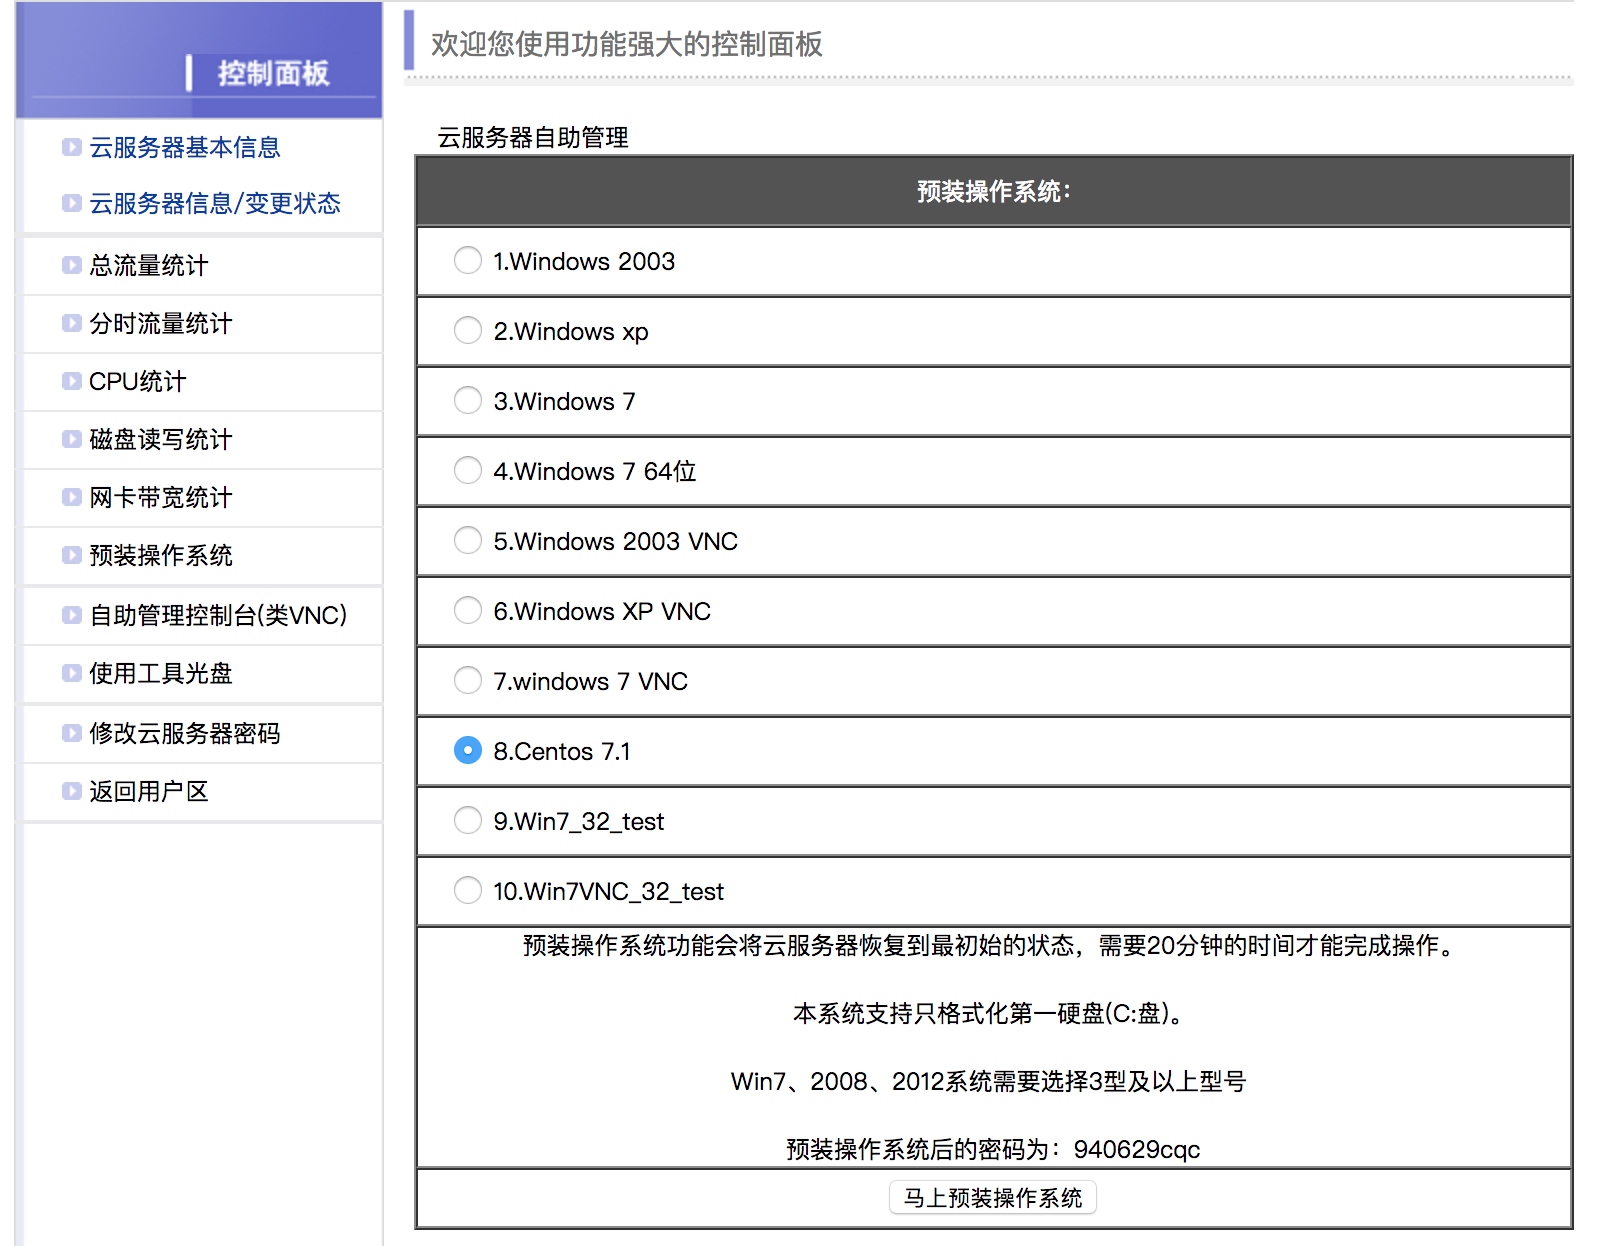 控制面板
云服务器基本信息
云服务器信息/变更状态
总流量统计
分时流量统计
CPU统计
磁盘读写统计
网卡带宽统计
预装操作系统
自助管理控制台(类VNC)
使用工具光盘
修改云服务器密码
返回用户区
欢迎您使用功能强大的控制面板
云服务器自助管理
预装操作系统：
1.Windows 2003
2.Windows xp
3.Windows 7
4.Windows 7 64位
5.Windows 2003 VNC
6.Windows XP VNC
7.windows 7 VNC
8.Centos 7.1
9.Win7_32_test
10.Win7VNC_32_test
预装操作系统功能会将云服务器恢复到最初始的状态，需要20分钟的时间才能完成操作。
本系统支持只格式化第一硬盘(C:盘)。
Win7、2008、2012系统需要选择3型及以上型号
预装操作系统后的密码为：940629cqc
马上预装操作系统